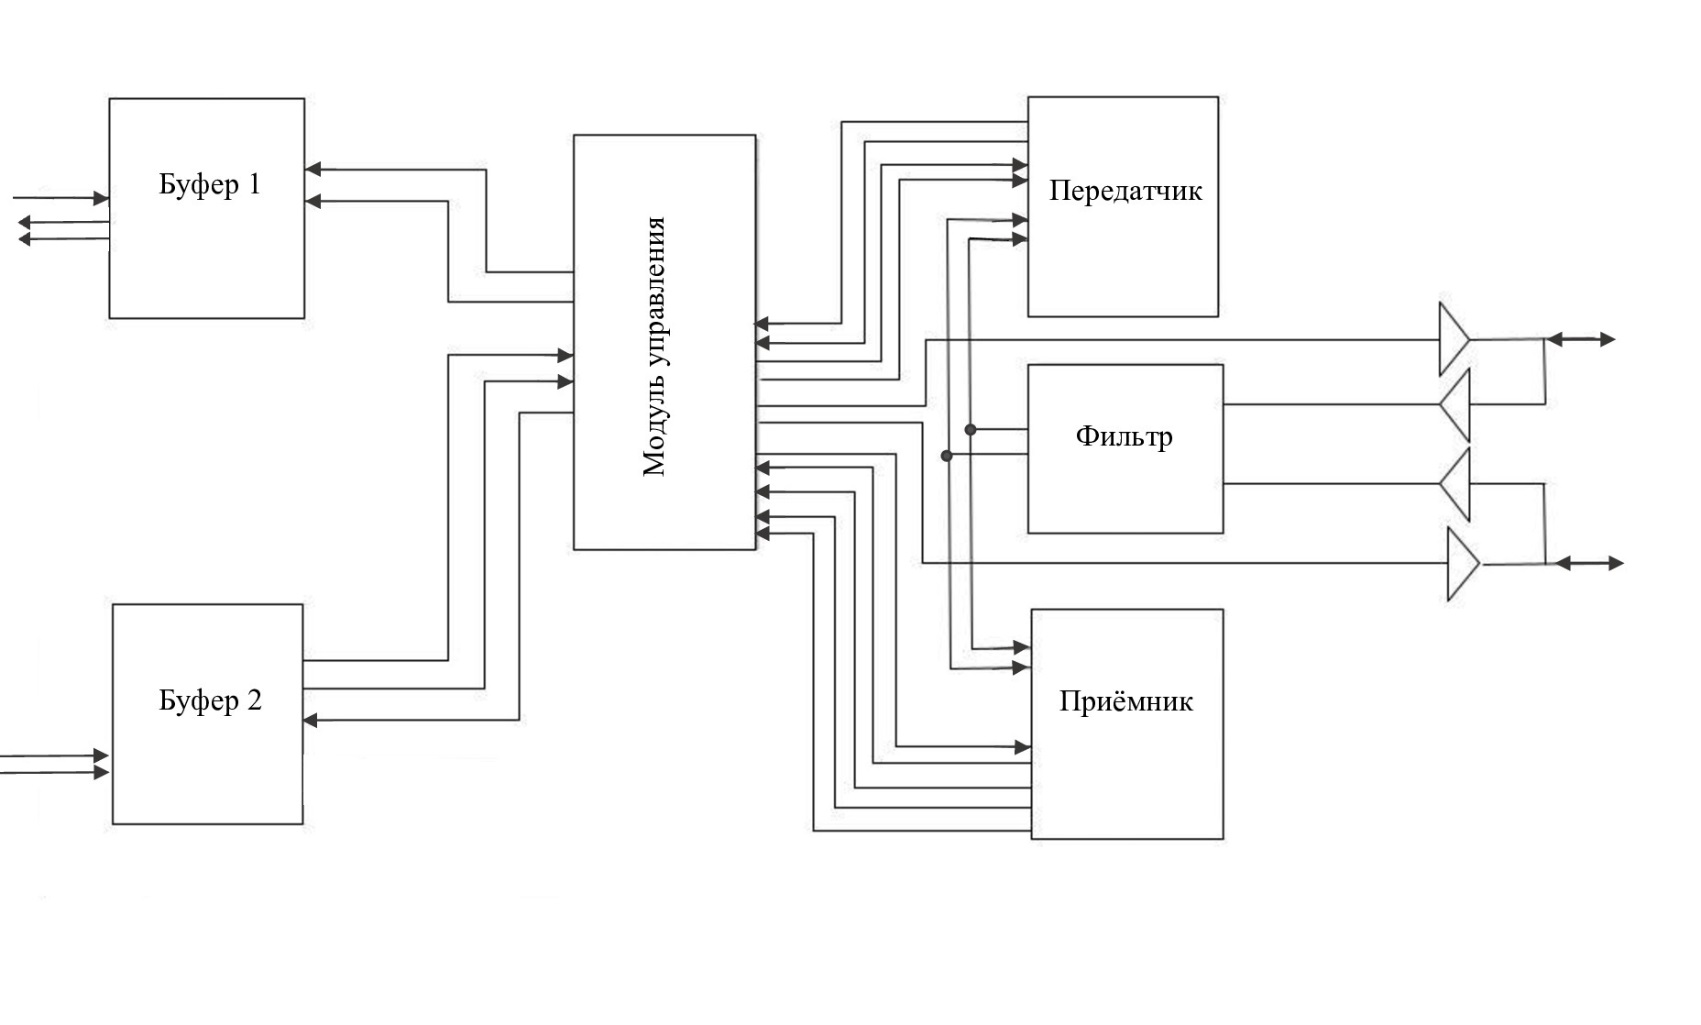 Буфер 1
Передатчик
Модуль управления
Фильтр
Буфер 2
Приёмник